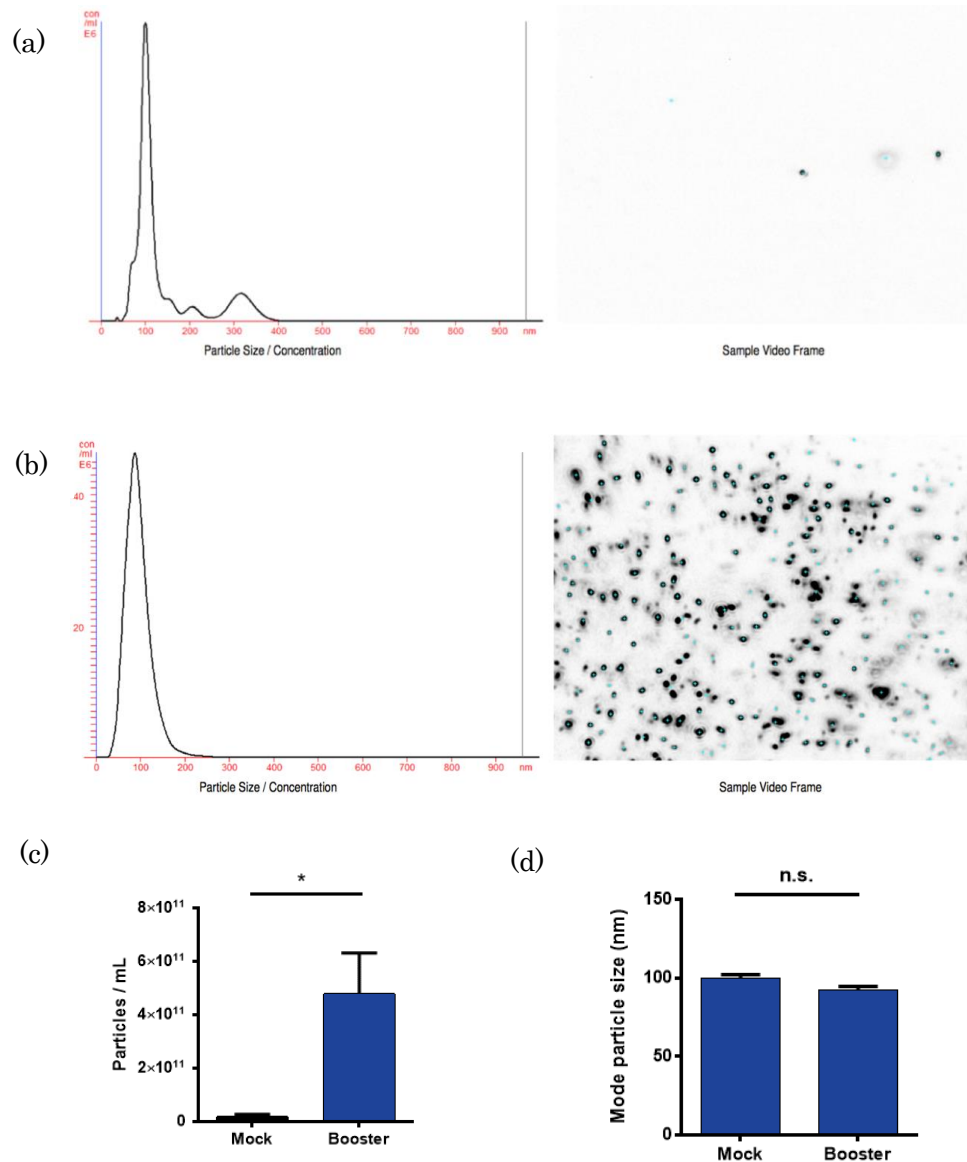 (a)
con
/ml
E6
0 100 200 300 400 500 600 700 800 900 nm
Particle Size / Concentration
Sample Video Frame
(b)
con
/ml
E6
40
20
0 100 200 300 400 500 600 700 800 900 nm
Particle Size / Concentration
Sample Video Frame
(c)
*
Particles / mL
8×10¹¹
6×10¹¹
4×10¹¹
2×10¹¹
0
Mock Booster
(d)
n.s.
Mode particle size (nm)
150
100
50
0
Mock Booster